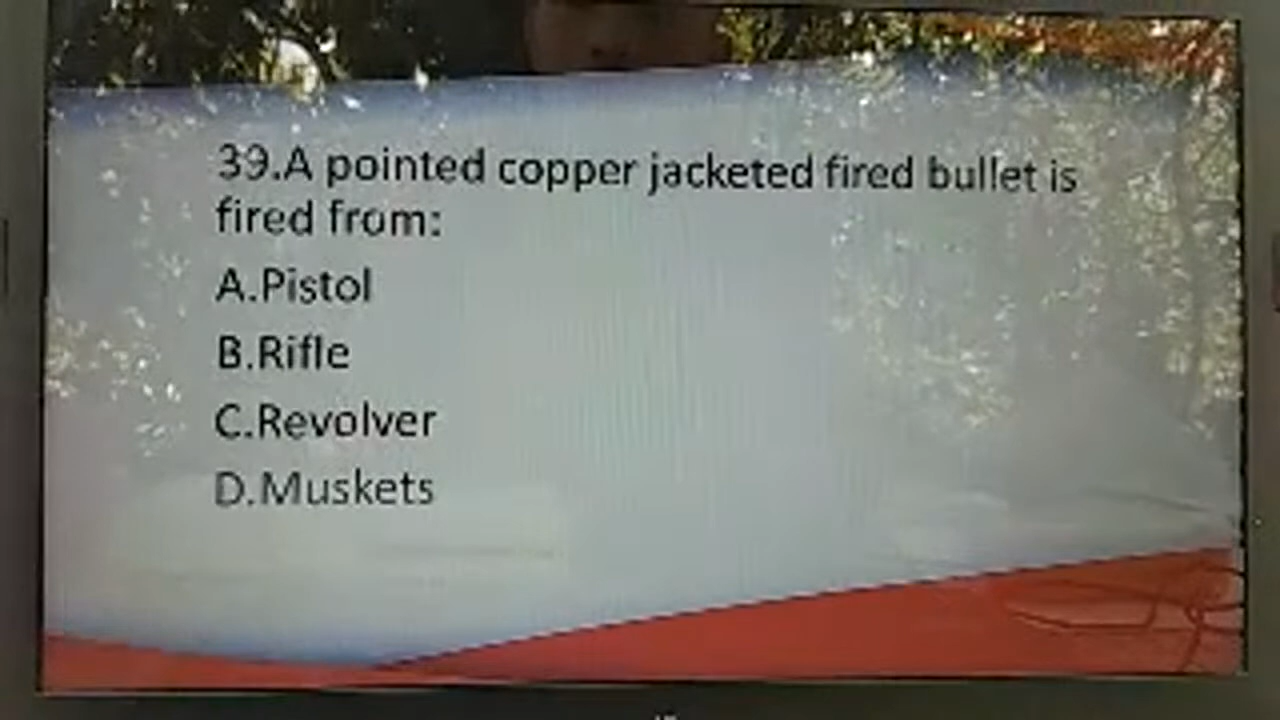 39.A pointed copper jacketed fired bullet is
fired from:
A.Pistol
B.Rifle
C.Revolver
D.Muskets